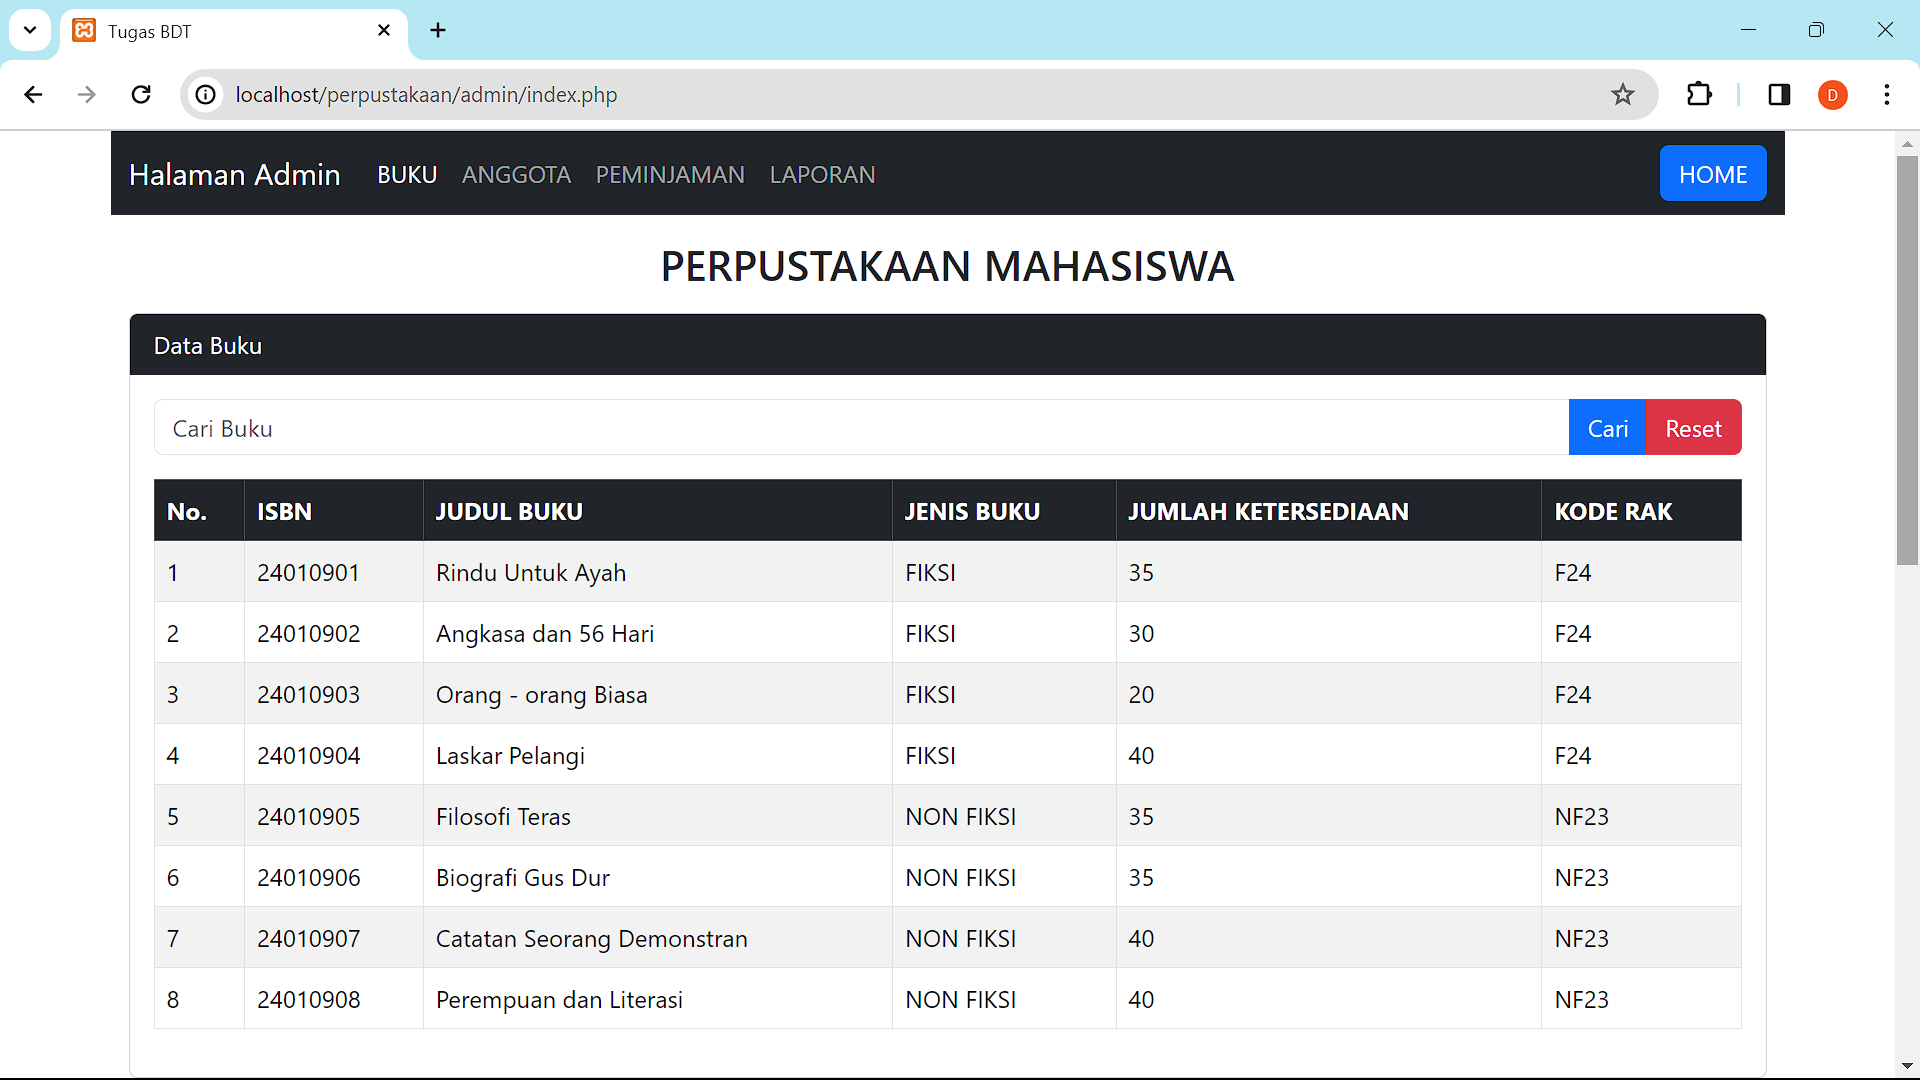 Tugas BDT
localhost/perpustakaan/admin/index.php
D
Halaman Admin BUKU ANGGOTA PEMINJAMAN LAPORAN HOME
PERPUSTAKAAN MAHASISWA
Data Buku
Cari Buku Cari Reset
No. ISBN JUDUL BUKU JENIS BUKU JUMLAH KETERSEDIAAN KODE RAK
1 24010901 Rindu Untuk Ayah FIKSI 35 F24
2 24010902 Angkasa dan 56 Hari FIKSI 30 F24
3 24010903 Orang - orang Biasa FIKSI 20 F24
4 24010904 Laskar Pelangi FIKSI 40 F24
5 24010905 Filosofi Teras NON FIKSI 35 NF23
6 24010906 Biografi Gus Dur NON FIKSI 35 NF23
7 24010907 Catatan Seorang Demonstran NON FIKSI 40 NF23
8 24010908 Perempuan dan Literasi NON FIKSI 40 NF23